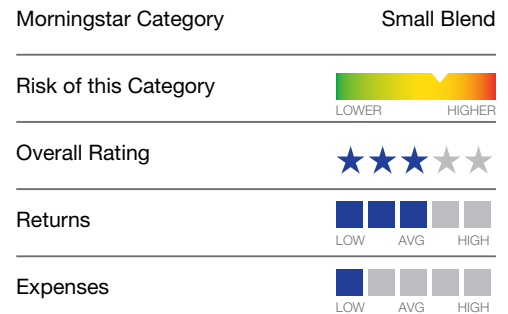 Morningstar Category Small Blend
Risk of this Category
LOWER HIGHER
Overall Rating
Returns
LOW AVG HIGH
Expenses
LOW AVG HIGH